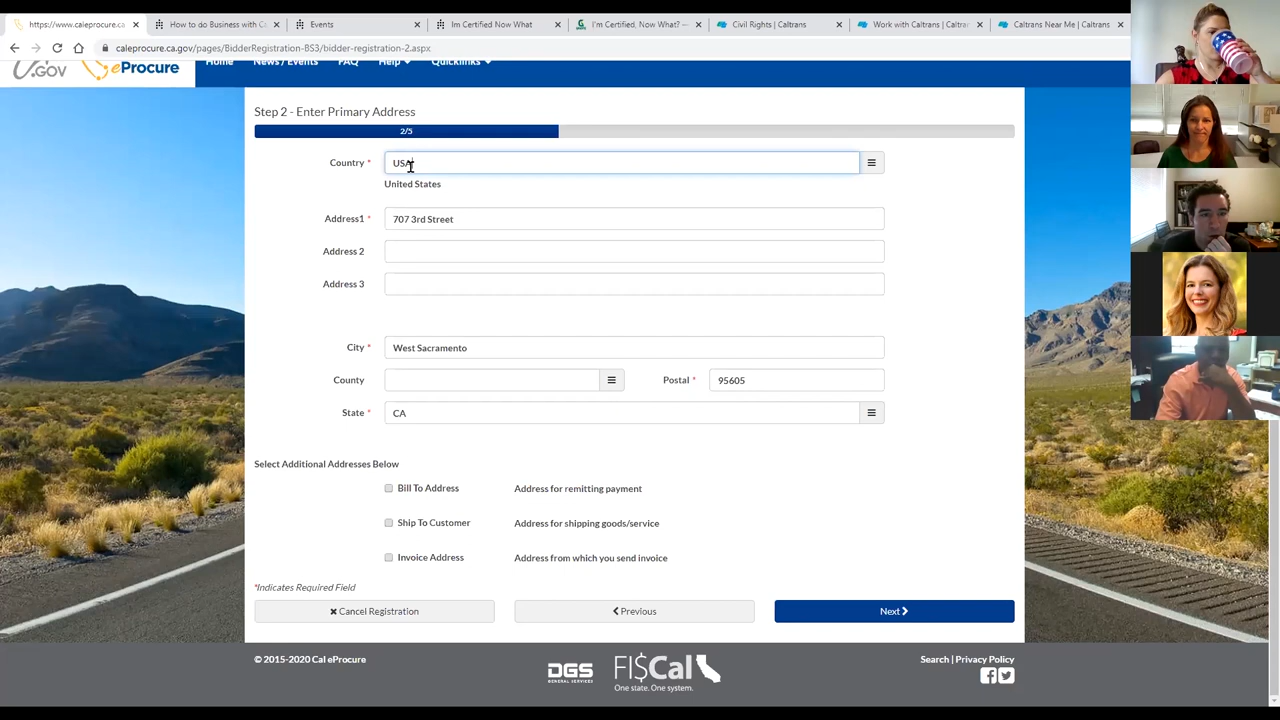 https://www.caleprocure.ca
How to do Business with Ca
Events
Im Certified Now What
I'm Certified, Now What? —
Civil Rights | Caltrans
Work with Caltrans | Caltran
Caltrans Near Me | Caltrans
caleprocure.ca.gov/pages/BidderRegistration-BS3/bidder-registration-2.aspx
.GOV
eProcure
Home
News / Events
FAQ
Help
Quicklinks
Step 2 - Enter Primary Address
2/5
Country * USA
United States
Address1 * 707 3rd Street
Address 2
Address 3
City * West Sacramento
County Postal * 95605
State * CA
Select Additional Addresses Below
Bill To Address Address for remitting payment
Ship To Customer Address for shipping goods/service
Invoice Address Address from which you send invoice
*Indicates Required Field
Cancel Registration
Previous
Next
© 2015-2020 Cal eProcure
DGS
GENERAL SERVICES
FI$Cal
One state. One system.
Search | Privacy Policy